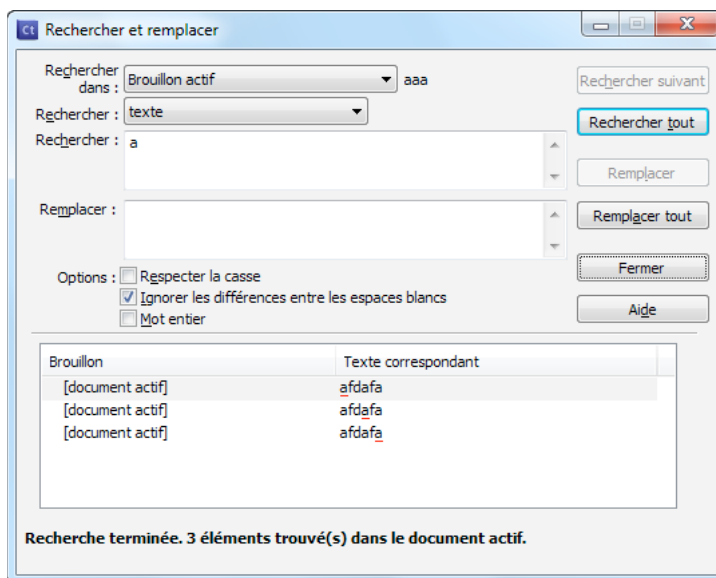 Ct Rechercher et remplacer
Rechercher dans : Brouillon actif aaa
Rechercher suivant
Rechercher : texte
Rechercher tout
Rechercher : a
Remplacer
Remplacer :
Remplacer tout
Fermer
Options : Respecter la casse
Ignorer les différences entre les espaces blancs
Aide
Mot entier
Brouillon Texte correspondant
[document actif] afdafa
[document actif] afdafa
[document actif] afdafa
Recherche terminée. 3 éléments trouvé(s) dans le document actif.